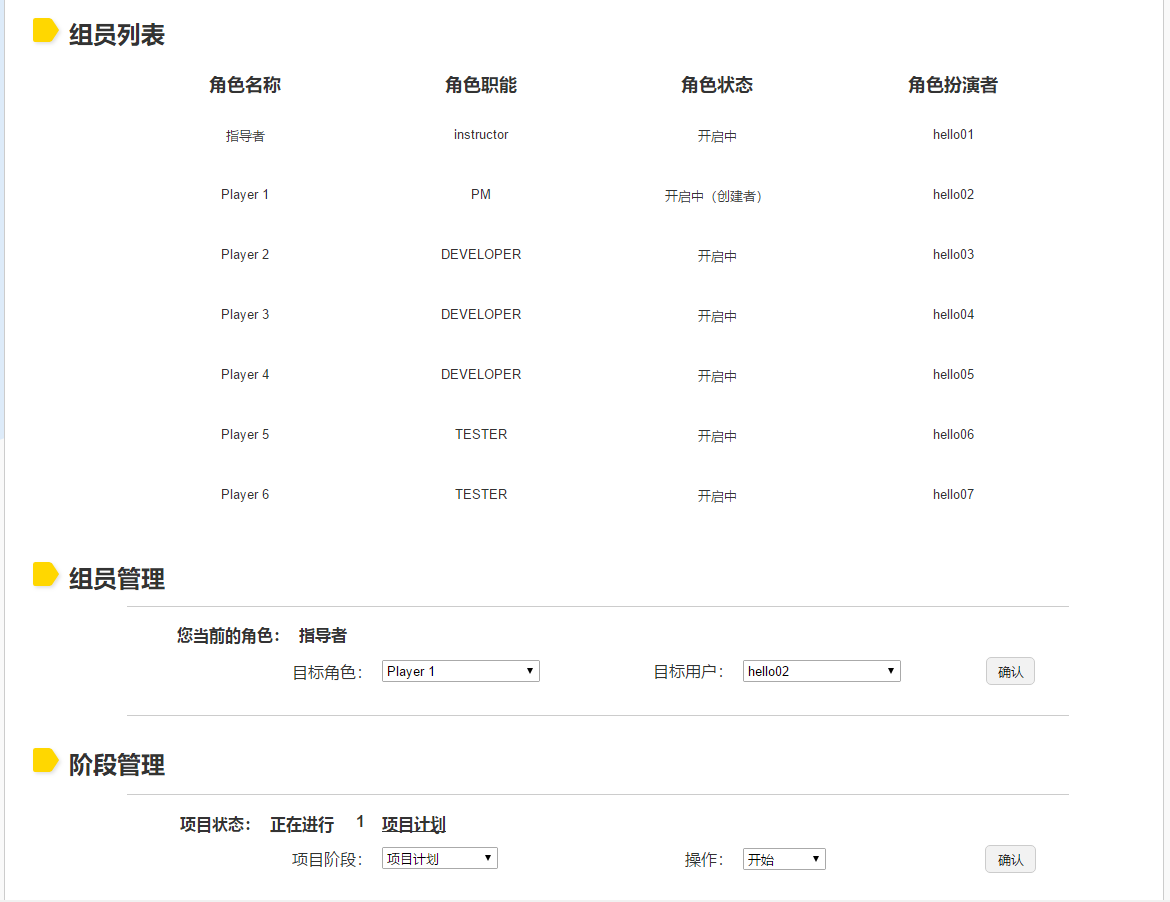 组员列表
角色名称 角色职能 角色状态 角色扮演者
指导者 instructor 开启中 hello01
Player 1 PM 开启中（创建者） hello02
Player 2 DEVELOPER 开启中 hello03
Player 3 DEVELOPER 开启中 hello04
Player 4 DEVELOPER 开启中 hello05
Player 5 TESTER 开启中 hello06
Player 6 TESTER 开启中 hello07
组员管理
您当前的角色： 指导者
目标角色： Player 1 目标用户： hello02 确认
阶段管理
项目状态： 正在进行 1 项目计划
项目阶段： 项目计划 操作： 开始 确认